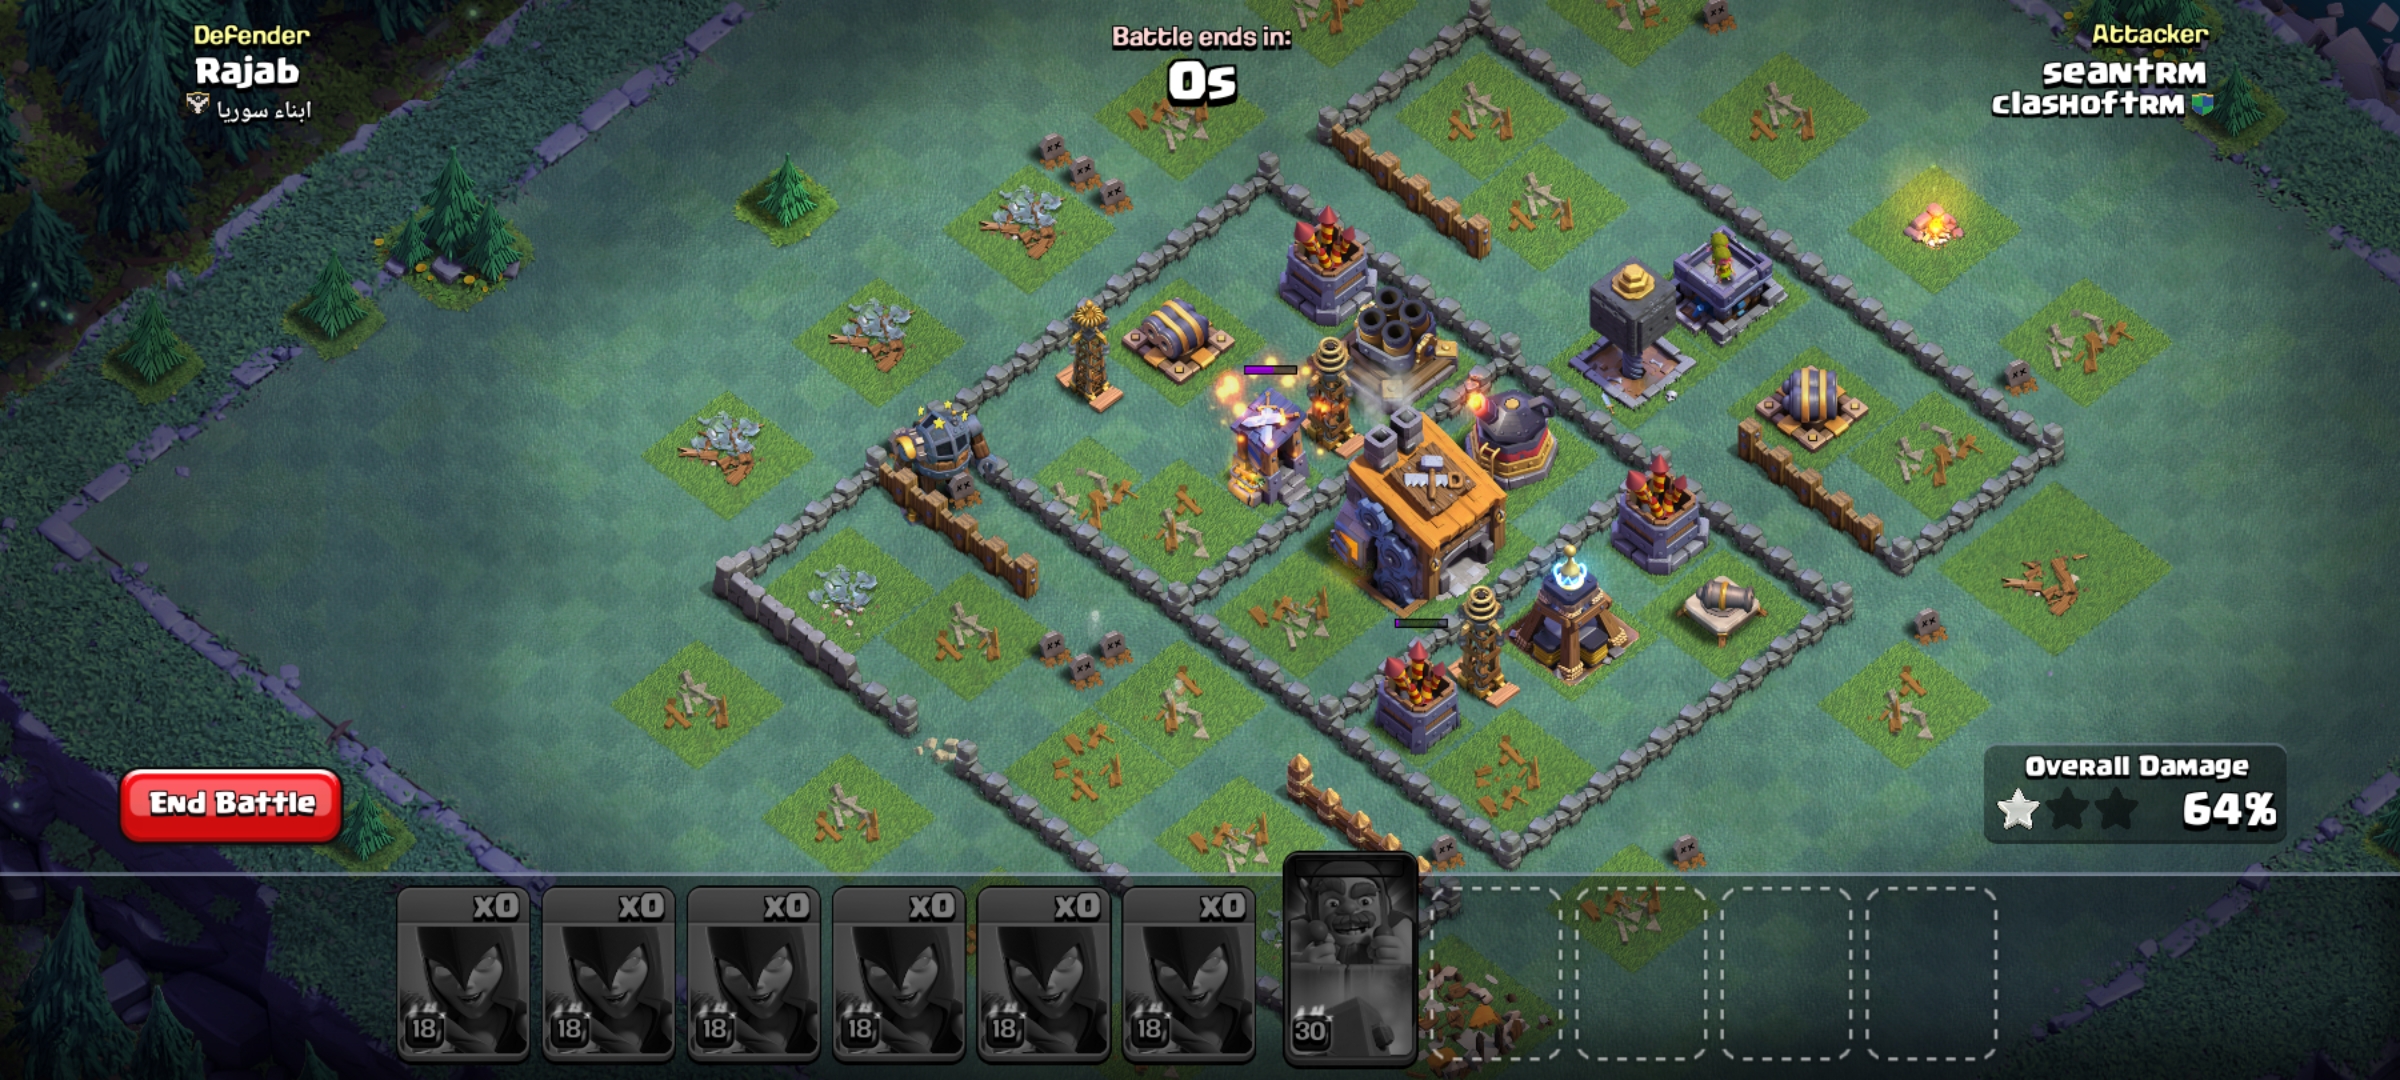 Defender
Rajab
ابناء سوريا
Battle ends in:
0s
Attacker
seantRM
clashoftRM
End Battle
Overall Damage
64%
x0
x0
x0
x0
x0
x0
18
18
18
18
18
18
30